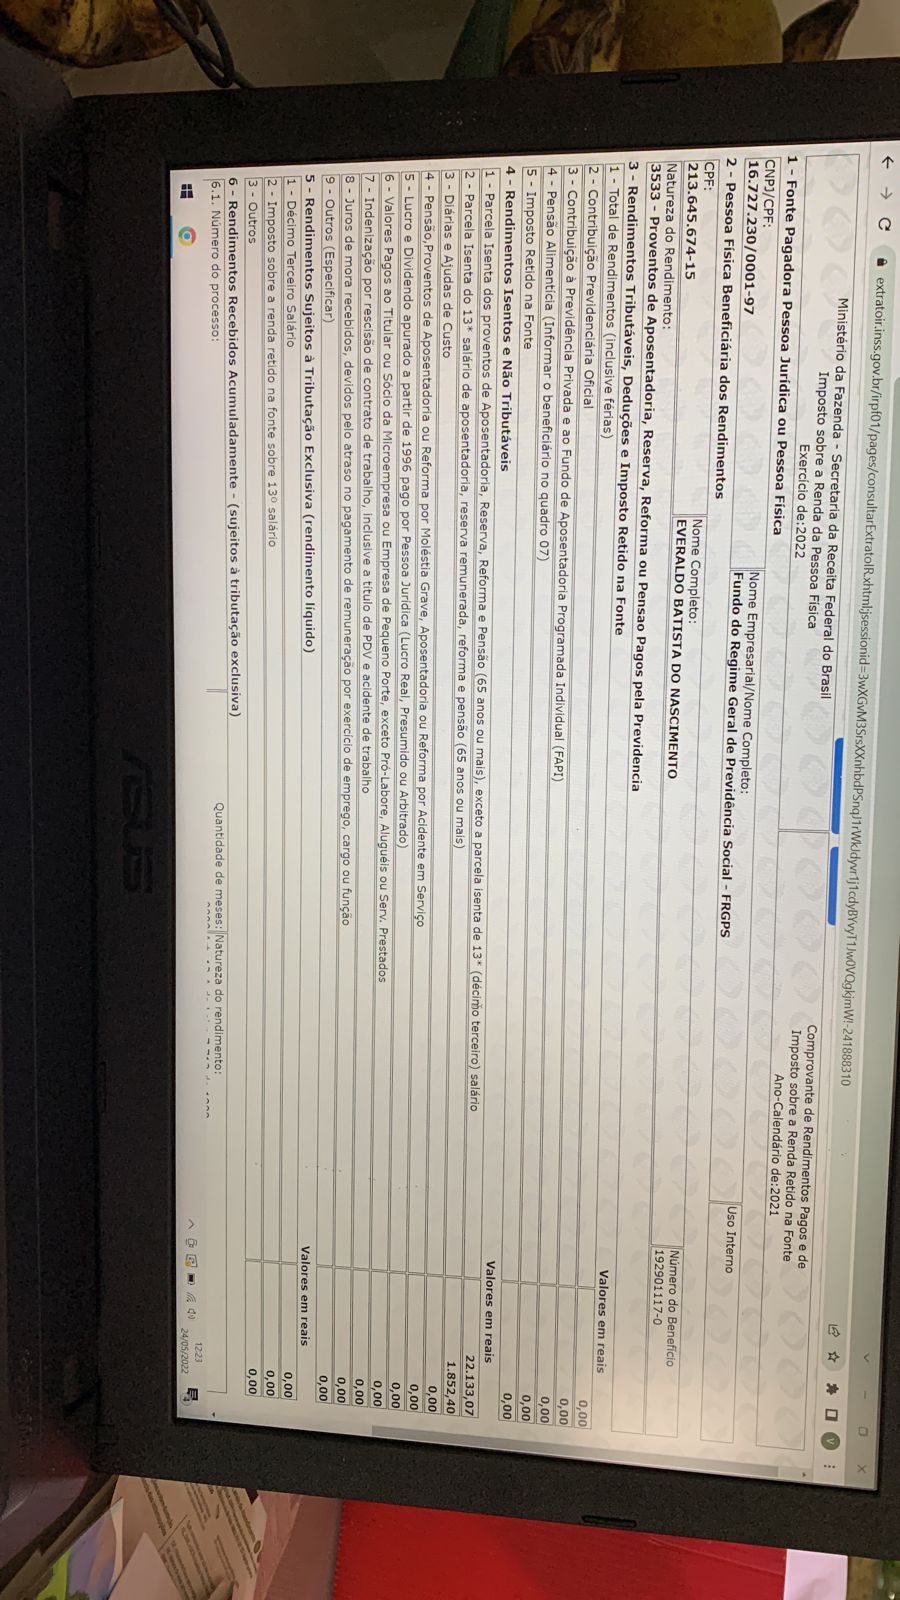 extratoir.inss.gov.br/irpf01/pages/consultarExtratoIR.xhtml;jsessionid=3wXGvM3SrsXXnhbdPSnqJ1rWkJdyvr1j1cdyBYvyT1Jw0VQgkjmW!-241888310
V
Ministério da Fazenda - Secretaria da Receita Federal do Brasil
Imposto sobre a Renda da Pessoa Física
Exercício de:2022
Comprovante de Rendimentos Pagos e de
Imposto sobre a Renda Retido na Fonte
Ano-Calendário de:2021
1 - Fonte Pagadora Pessoa Jurídica ou Pessoa Física
CNPJ/CPF:
16.727.230/0001-97
Nome Empresarial/Nome Completo:
Fundo do Regime Geral de Previdência Social - FRGPS
Uso Interno
2 - Pessoa Física Beneficiária dos Rendimentos
CPF:
213.645.674-15
Nome Completo:
EVERALDO BATISTA DO NASCIMENTO
Número do Benefício
192901117-0
Natureza do Rendimento:
3533 - Proventos de Aposentadoria, Reserva, Reforma ou Pensao Pagos pela Previdencia
3 - Rendimentos Tributáveis, Deduções e Imposto Retido na Fonte Valores em reais
1 - Total de Rendimentos (inclusive férias) 0,00
2 - Contribuição Previdenciária Oficial 0,00
3 - Contribuição à Previdência Privada e ao Fundo de Aposentadoria Programada Individual (FAPI) 0,00
4 - Pensão Alimentícia (Informar o beneficiário no quadro 07) 0,00
5 - Imposto Retido na Fonte 0,00
4 - Rendimentos Isentos e Não Tributáveis Valores em reais
1 - Parcela Isenta dos proventos de Aposentadoria, Reserva, Reforma e Pensão (65 anos ou mais), exceto a parcela isenta de 13* (décimo terceiro) salário 22.133,07
2 - Parcela Isenta do 13* salário de aposentadoria, reserva remunerada, reforma e pensão (65 anos ou mais) 1.852,40
3 - Diárias e Ajudas de Custo 0,00
4 - Pensão,Proventos de Aposentadoria ou Reforma por Moléstia Grave, Aposentadoria ou Reforma por Acidente em Serviço 0,00
5 - Lucro e Dividendo apurado a partir de 1996 pago por Pessoa Jurídica (Lucro Real, Presumido ou Arbitrado) 0,00
6 - Valores Pagos ao Titular ou Sócio da Microempresa ou Empresa de Pequeno Porte, exceto Pró-Labore, Aluguéis ou Serv. Prestados 0,00
7 - Indenização por rescisão de contrato de trabalho, inclusive a título de PDV e acidente de trabalho 0,00
8 - Juros de mora recebidos, devidos pelo atraso no pagamento de remuneração por exercício de emprego, cargo ou função 0,00
9 - Outros (Especificar) 0,00
5 - Rendimentos Sujeitos à Tributação Exclusiva (rendimento líquido) Valores em reais
1 - Décimo Terceiro Salário 0,00
2 - Imposto sobre a renda retido na fonte sobre 13º salário 0,00
3 - Outros 0,00
6 - Rendimentos Recebidos Acumuladamente - (sujeitos à tributação exclusiva)
6.1. Número do processo:
Quantidade de meses:
Natureza do rendimento:
12:23
24/05/2022
4
ASUS